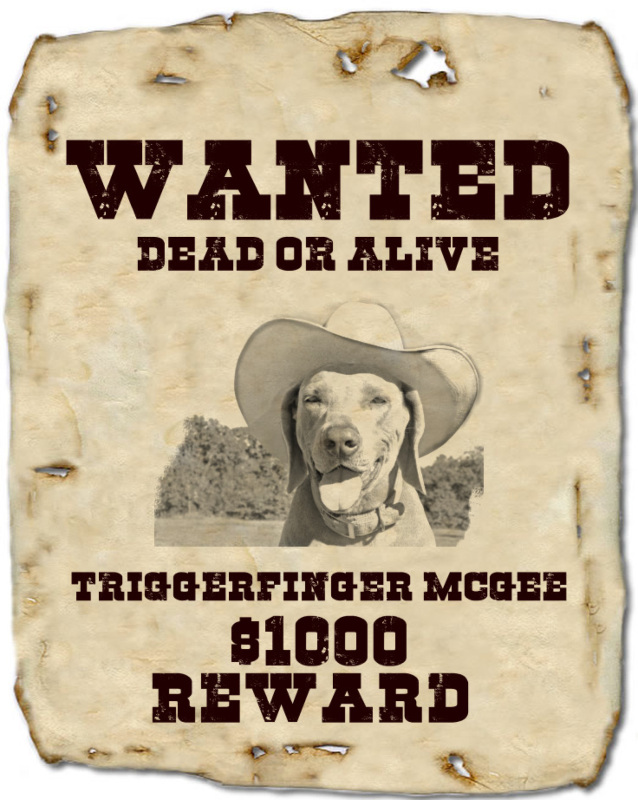 WANTED
DEAD OR ALIVE
TRIGGERFINGER MCGEE
$1000
REWARD